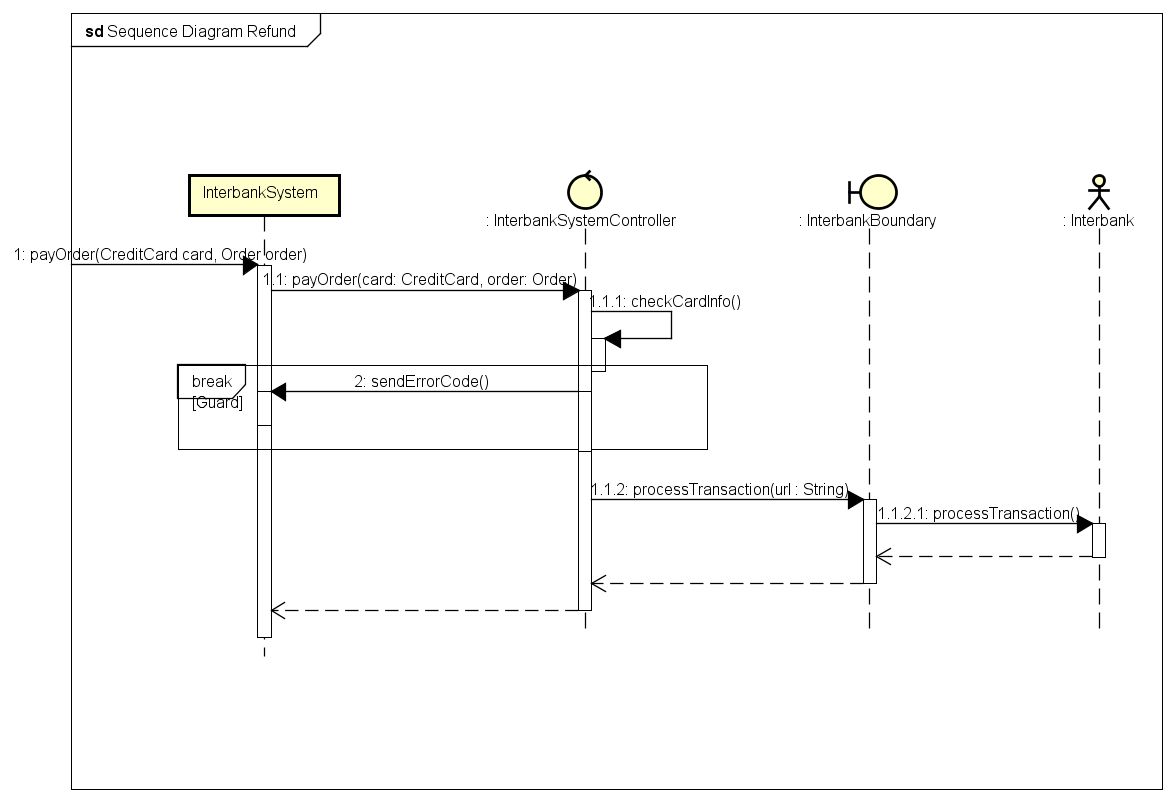 sd Sequence Diagram Refund
InterbankSystem
: InterbankSystemController
: InterbankBoundary
: Interbank
1: payOrder(CreditCard card, Order order)
1.1: payOrder(card: CreditCard, order: Order)
1.1.1: checkCardInfo()
break
2: sendErrorCode()
[Guard]
1.1.2: processTransaction(url : String)
1.1.2.1: processTransaction()